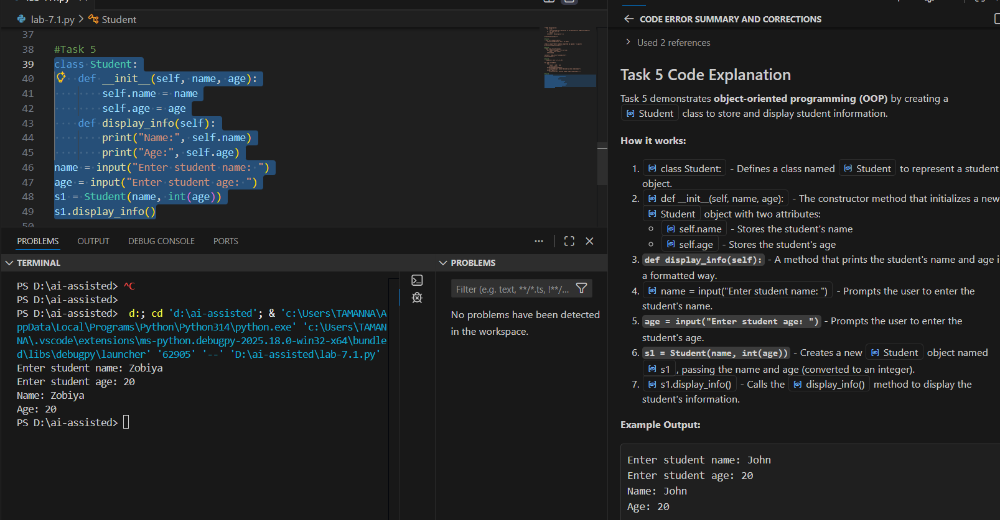 lab-7.1.py > Student
37
38 #Task 5
39 class Student:
40 def __init__(self, name, age):
41 self.name = name
42 self.age = age
43 def display_info(self):
44 print("Name:", self.name)
45 print("Age:", self.age)
46 name = input("Enter student name: ")
47 age = input("Enter student age: ")
48 s1 = Student(name, int(age))
49 s1.display_info()
50
PROBLEMS OUTPUT DEBUG CONSOLE PORTS
TERMINAL
PS D:\ai-assisted> ^C
PS D:\ai-assisted>
PS D:\ai-assisted> d:; cd 'd:\ai-assisted'; & 'c:\Users\TAMANNA\A
ppData\Local\Programs\Python\Python314\python.exe' 'c:\Users\TAMAN
NA\.vscode\extensions\ms-python.debugpy-2025.18.0-win32-x64\bundle
d\libs\debugpy\launcher' '62905' '--' 'D:\ai-assisted\lab-7.1.py'
Enter student name: Zobiya
Enter student age: 20
Name: Zobiya
Age: 20
PS D:\ai-assisted>
PROBLEMS
Filter (e.g. text, **/*.ts, !**/...
No problems have been detected
in the workspace.
CODE ERROR SUMMARY AND CORRECTIONS
Used 2 references
Task 5 Code Explanation
Task 5 demonstrates object-oriented programming (OOP) by creating a
Student class to store and display student information.
How it works:
1. class Student: - Defines a class named Student to represent a student
object.
2. def __init__(self, name, age): - The constructor method that initializes a new
Student object with two attributes:
self.name - Stores the student's name
self.age - Stores the student's age
3. def display_info(self): - A method that prints the student's name and age i
a formatted way.
4. name = input("Enter student name: ") - Prompts the user to enter the
student's name.
5. age = input("Enter student age: ") - Prompts the user to enter the
student's age.
6. s1 = Student(name, int(age)) - Creates a new Student object named
s1 , passing the name and age (converted to an integer).
7. s1.display_info() - Calls the display_info() method to display the
student's information.
Example Output:
Enter student name: John
Enter student age: 20
Name: John
Age: 20